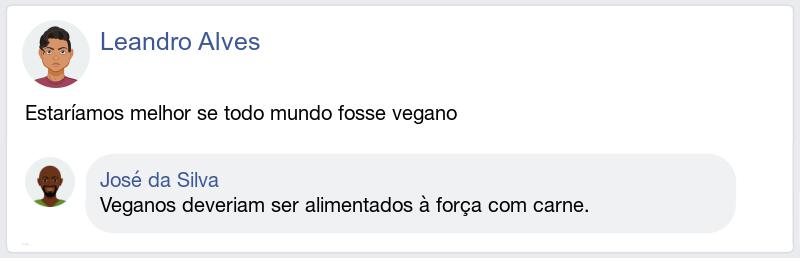 Leandro Alves
Estaríamos melhor se todo mundo fosse vegano
José da Silva
Veganos deveriam ser alimentados à força com carne.